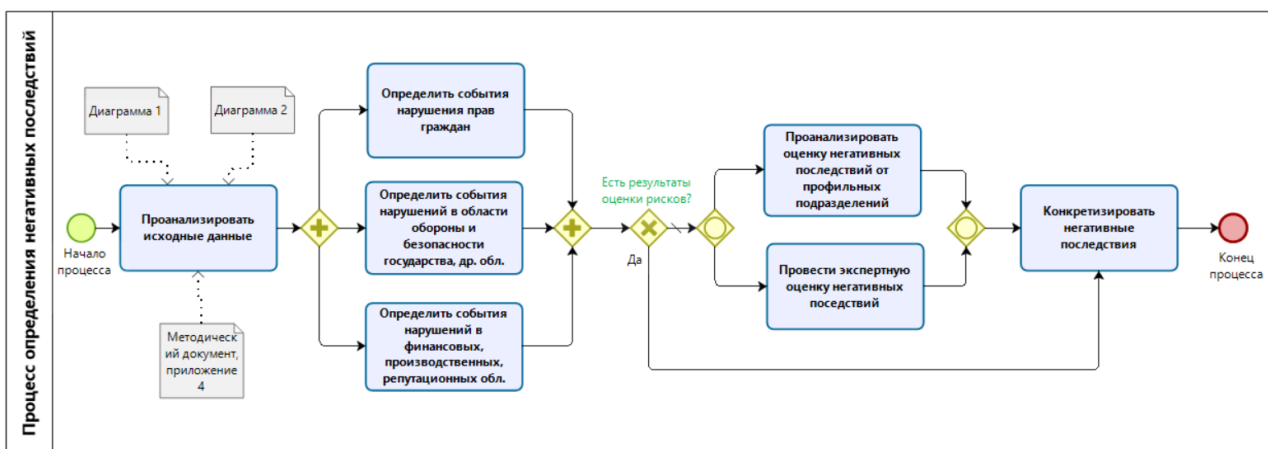 Процесс определения негативных последствий
Диаграмма 1
Диаграмма 2
Начало
процесса
Проанализировать
исходные данные
Методическ
ий документ,
приложение
4
Определить события
нарушения прав
граждан
Определить события
нарушений в области
обороны и
безопасности
государства, др. обл.
Определить события
нарушений в
финансовых,
производственных,
репутационных обл.
Есть результаты
оценки рисков?
Да
Проанализировать
оценку негативных
последствий от
профильных
подразделений
Провести экспертную
оценку негативных
поседствий
Конкретизировать
негативные
последствия
Конец
процесса